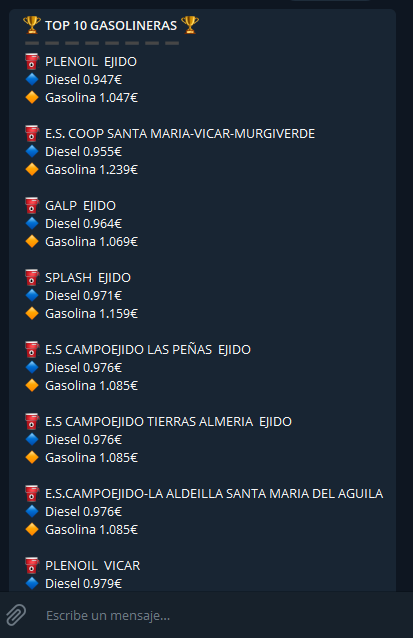 TOP 10 GASOLINERAS
PLENOIL EJIDO
Diesel 0.947€
Gasolina 1.047€
E.S. COOP SANTA MARIA-VICAR-MURGIVERDE
Diesel 0.955€
Gasolina 1.239€
GALP EJIDO
Diesel 0.964€
Gasolina 1.069€
SPLASH EJIDO
Diesel 0.971€
Gasolina 1.159€
E.S CAMPOEJIDO LAS PEÑAS EJIDO
Diesel 0.976€
Gasolina 1.085€
E.S CAMPOEJIDO TIERRAS ALMERIA EJIDO
Diesel 0.976€
Gasolina 1.085€
E.S.CAMPOEJIDO-LA ALDEILLA SANTA MARIA DEL AGUILA
Diesel 0.976€
Gasolina 1.085€
PLENOIL VICAR
Diesel 0.979€
Escribe un mensaje...